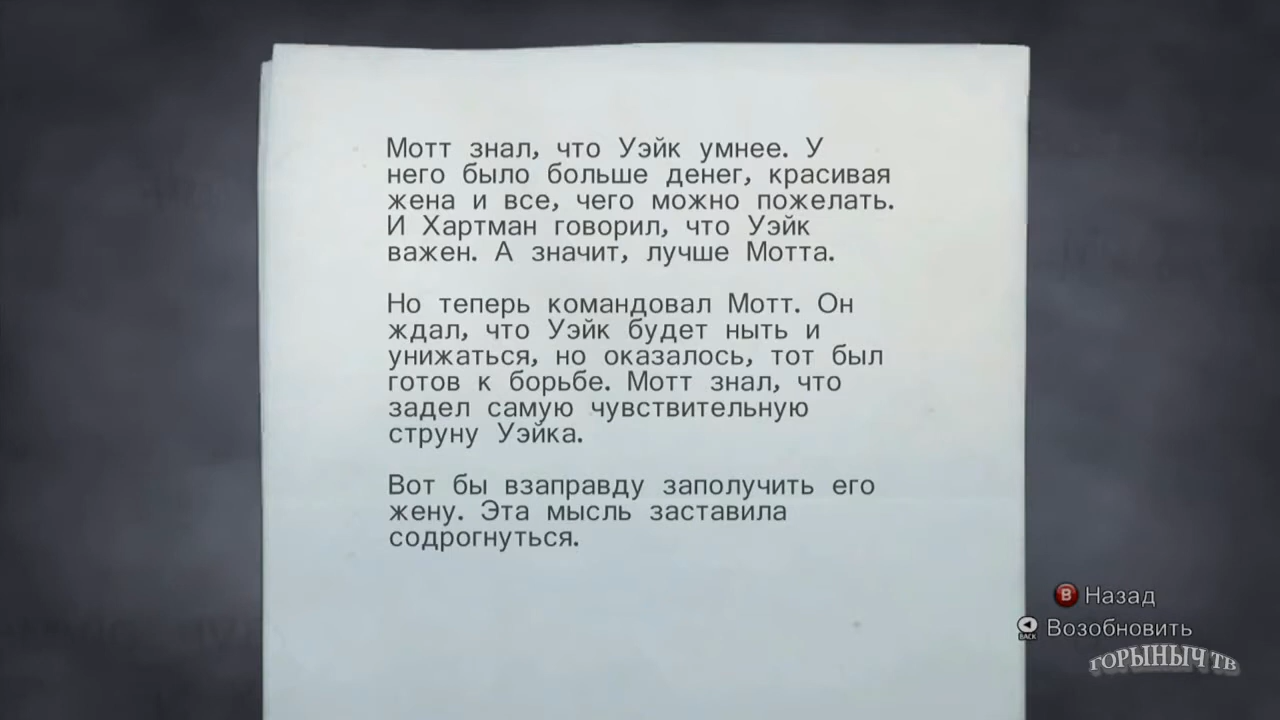 Мотт знал, что Уэйк умнее. У
него было больше денег, красивая
жена и все, чего можно пожелать.
И Хартман говорил, что Уэйк
важен. А значит, лучше Мотта.
Но теперь командовал Мотт. Он
ждал, что Уэйк будет ныть и
унижаться, но оказалось, тот был
готов к борьбе. Мотт знал, что
задел самую чувствительную
струну Уэйка.
Вот бы взаправду заполучить его
жену. Эта мысль заставила
содрогнуться.
B Назад
BACK Возобновить
ГОРЫНЫЧ ТВ